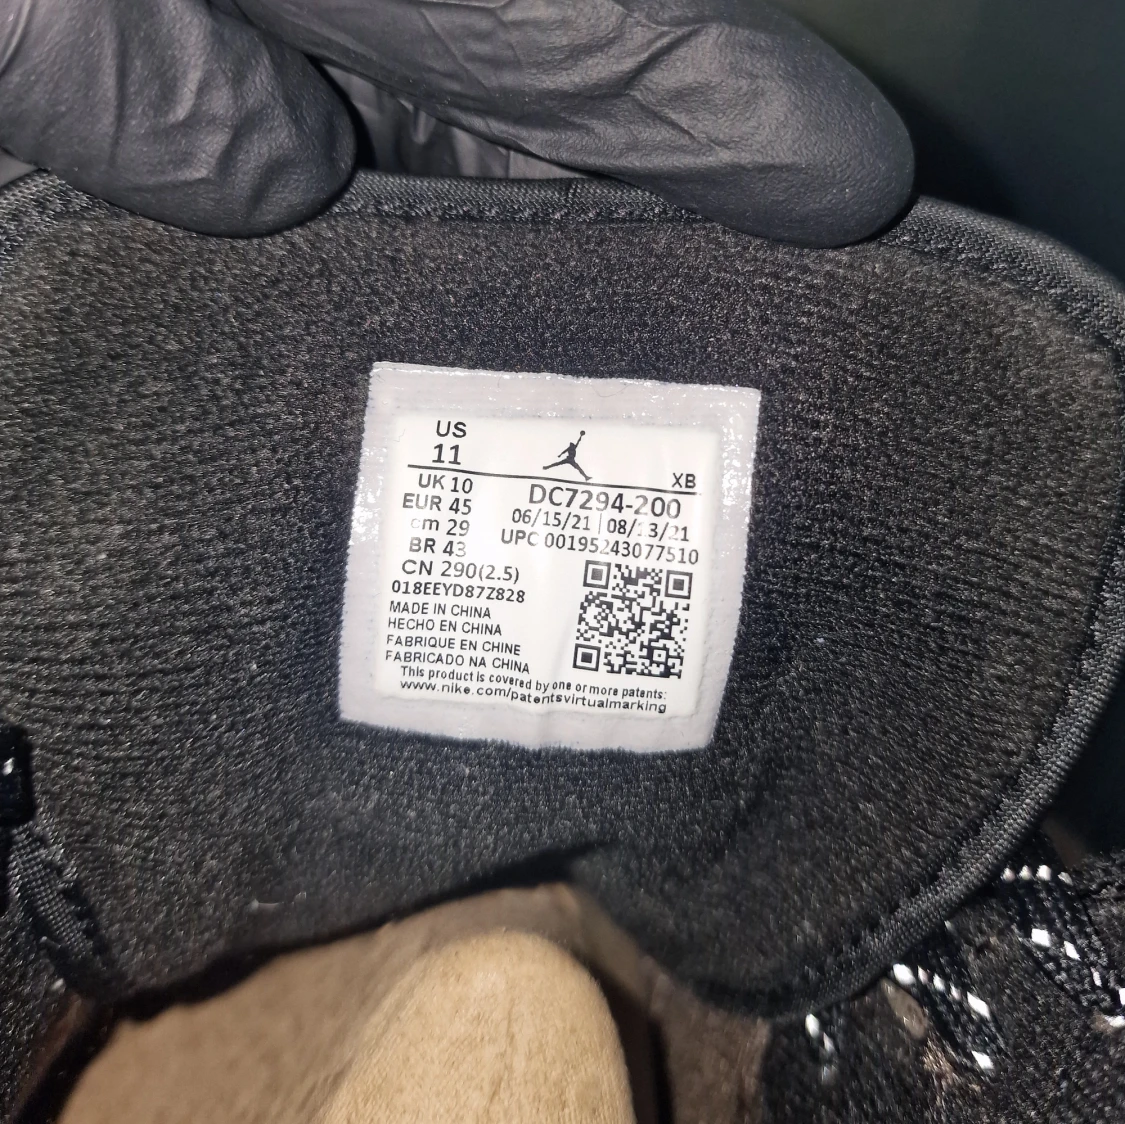 US
11
XB
UK 10
EUR 45
cm 29
BR 43
CN 290(2.5)
DC7294-200
06/15/21 | 08/13/21
UPC 00195243077510
018EEYD87Z828
MADE IN CHINA
HECHO EN CHINA
FABRIQUE EN CHINE
FABRICADO NA CHINA
This product is covered by one or more patents:
www.nike.com/patentsvirtualmarking